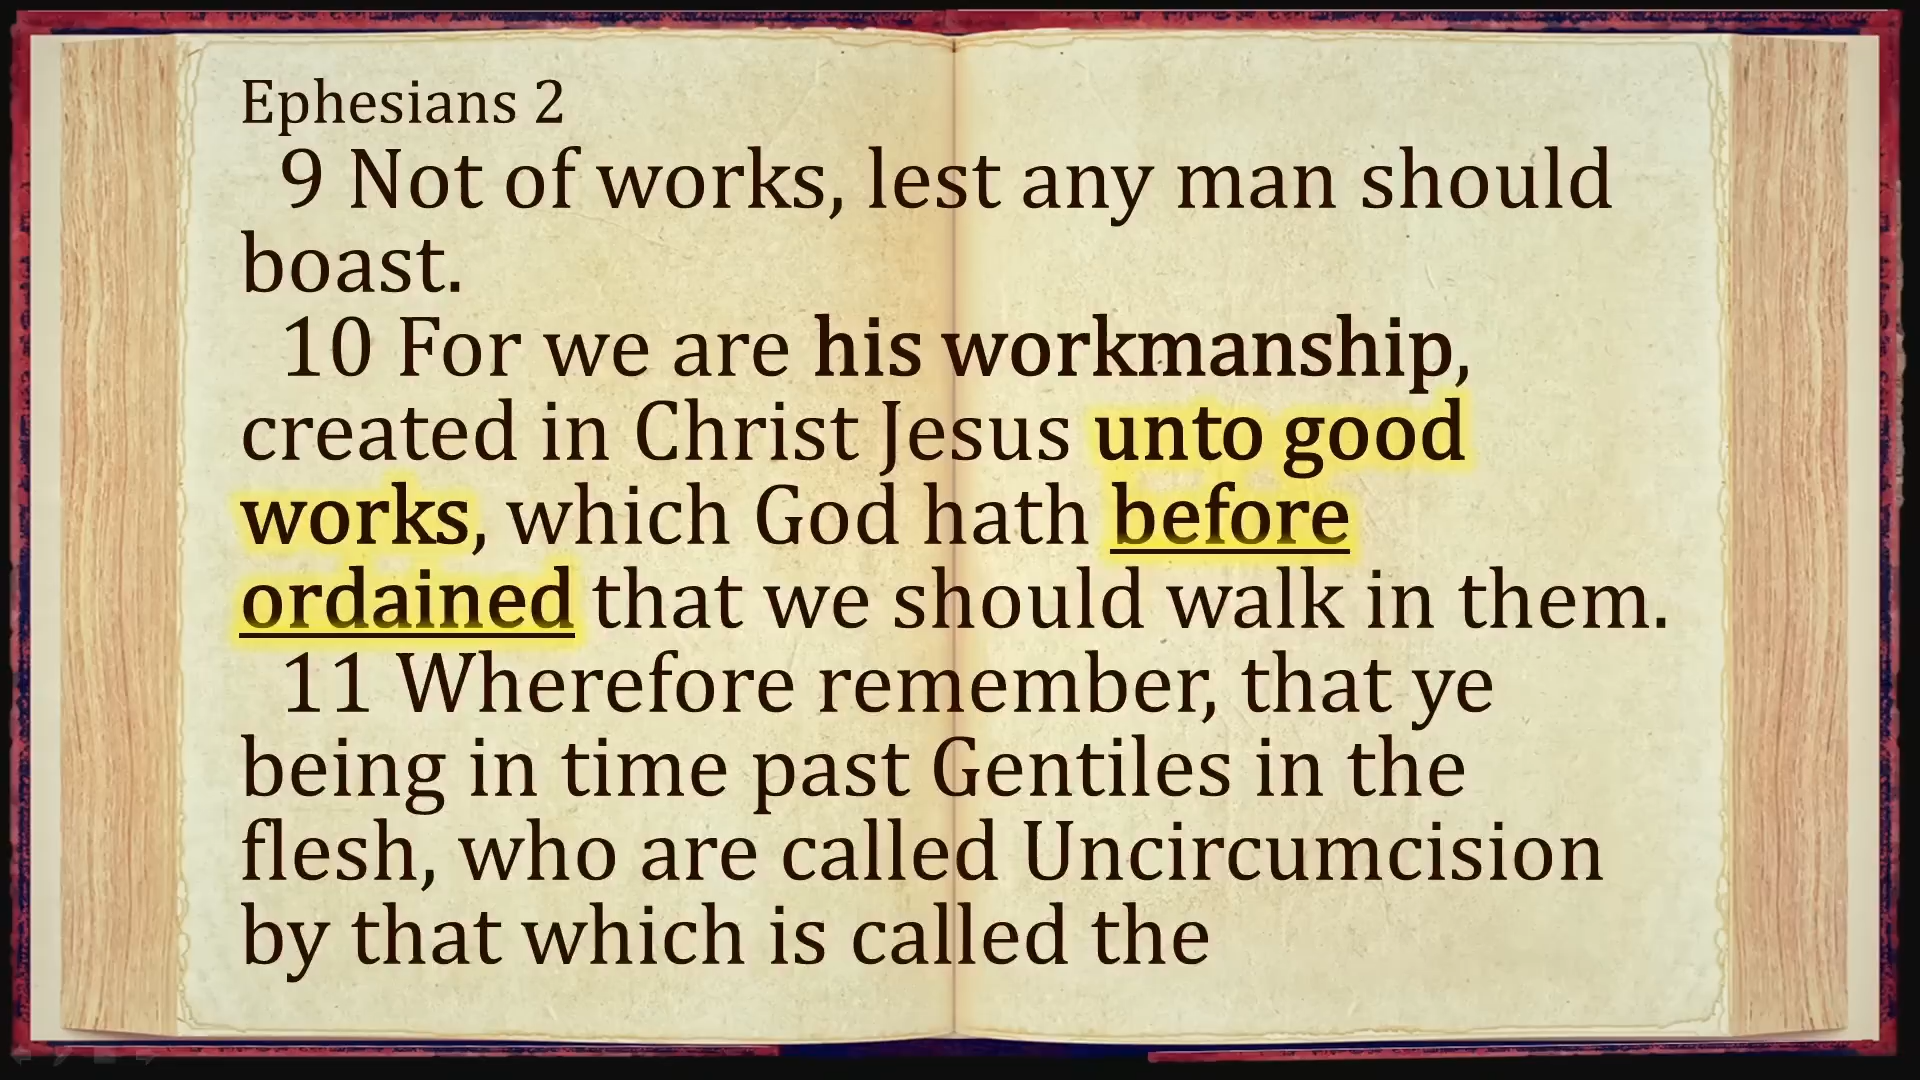 Ephesians 2
9 Not of works, lest any man should
boast.
10 For we are his workmanship,
created in Christ Jesus unto good
works, which God hath before
ordained that we should walk in them.
11 Wherefore remember, that ye
being in time past Gentiles in the
flesh, who are called Uncircumcision
by that which is called the